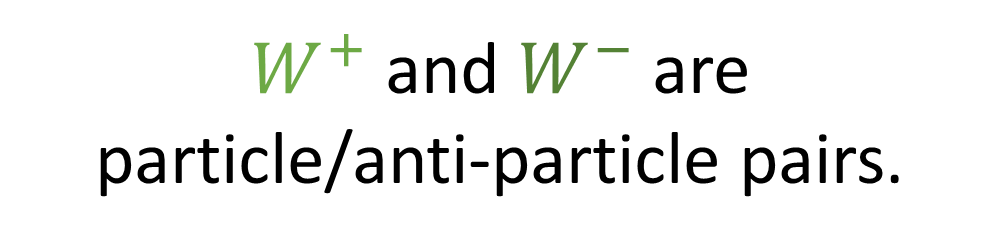 W⁺ and W⁻ are
particle/anti-particle pairs.